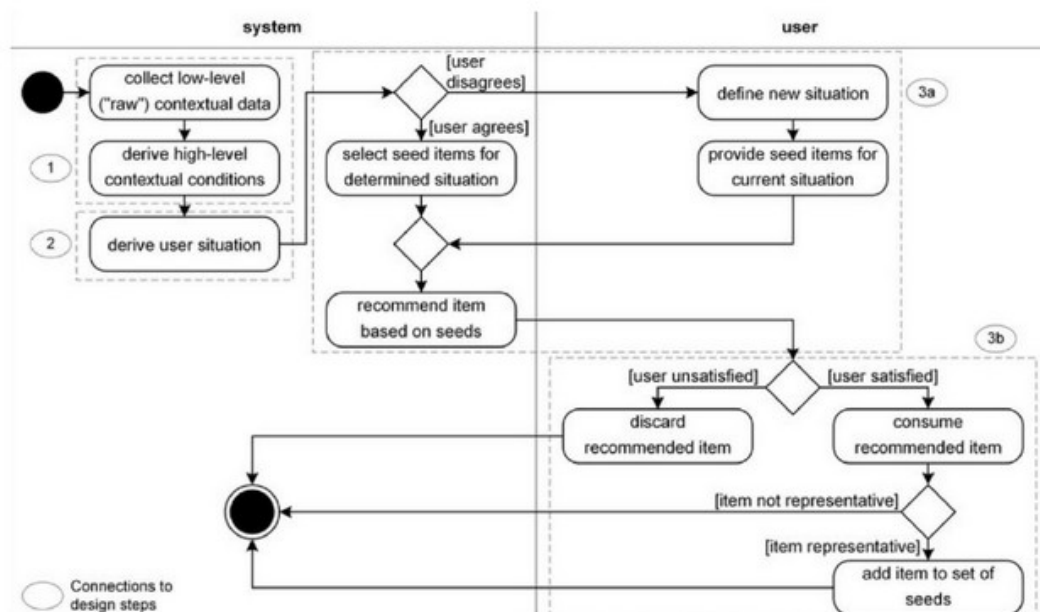 system
user
collect low-level
("raw") contextual data
[user
disagrees]
define new situation
3a
[user agrees]
1
derive high-level
contextual conditions
select seed items for
determined situation
provide seed items for
current situation
2
derive user situation
recommend item
based on seeds
3b
[user unsatisfied]
[user satisfied]
discard
recommended item
consume
recommended item
[item not representative]
[item representative]
Connections to
design steps
add item to set of
seeds